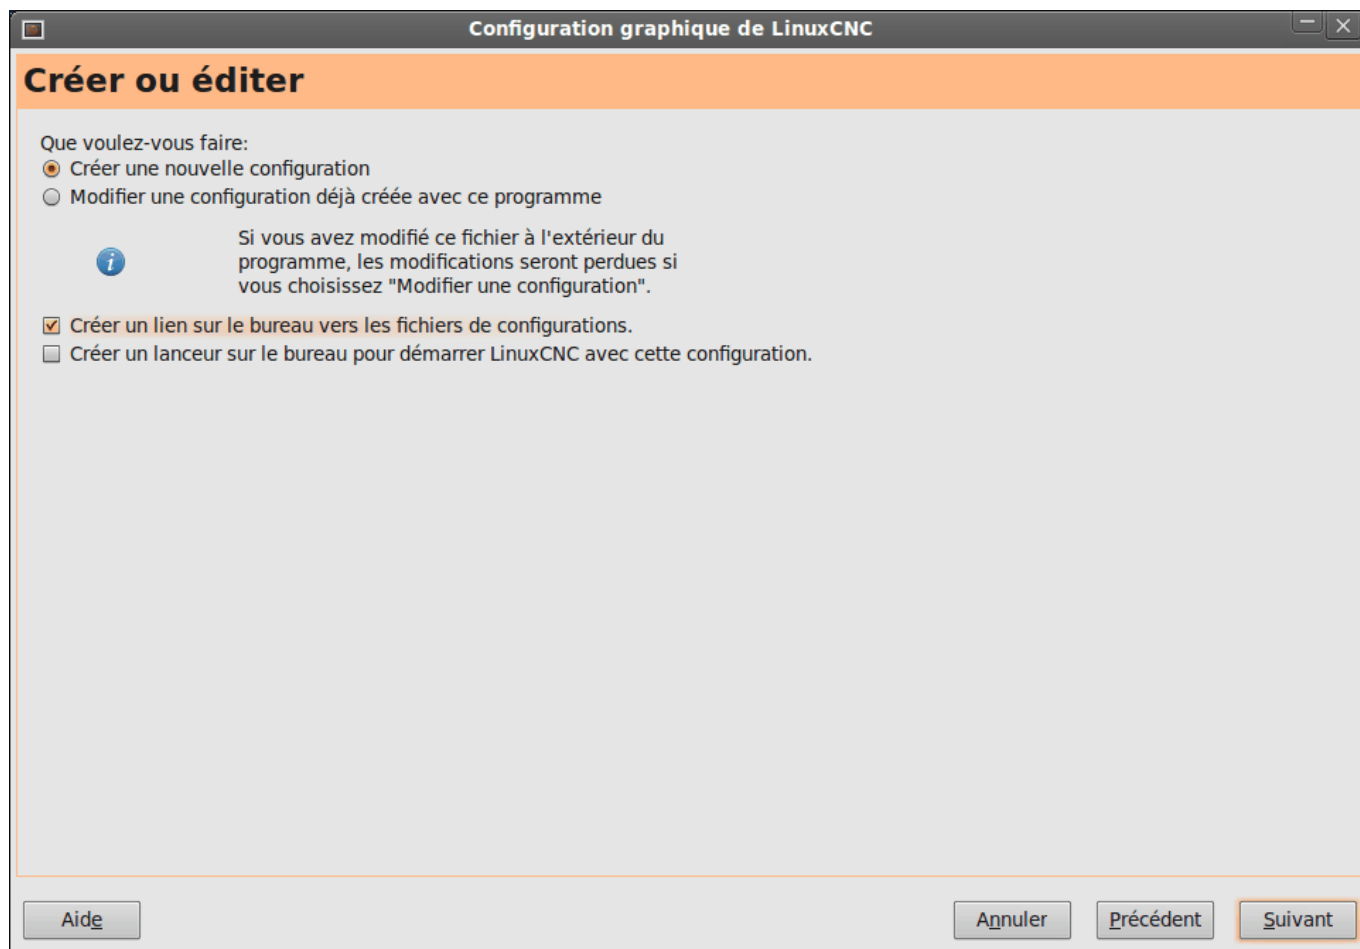 Configuration graphique de LinuxCNC
Créer ou éditer
Que voulez-vous faire:
Créer une nouvelle configuration
Modifier une configuration déjà créée avec ce programme
Si vous avez modifié ce fichier à l'extérieur du
programme, les modifications seront perdues si
vous choisissez "Modifier une configuration".
Créer un lien sur le bureau vers les fichiers de configurations.
Créer un lanceur sur le bureau pour démarrer LinuxCNC avec cette configuration.
Aide
Annuler
Précédent
Suivant